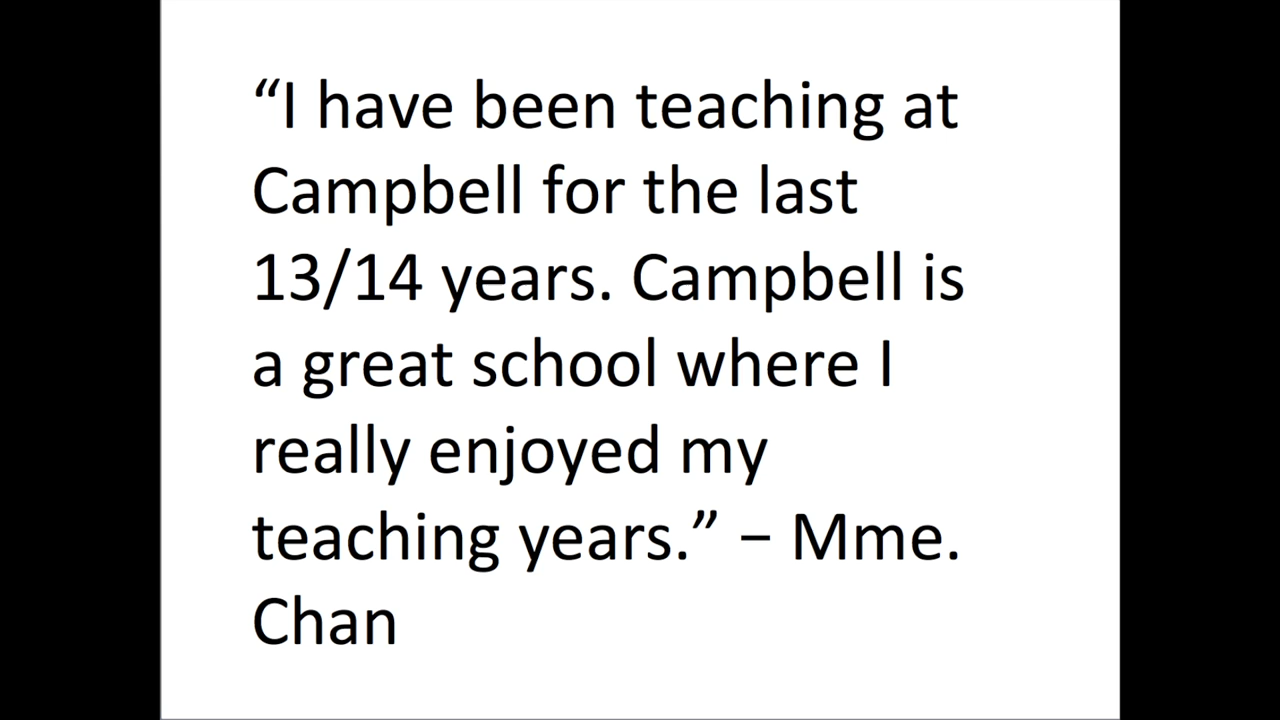 “I have been teaching at
Campbell for the last
13/14 years. Campbell is
a great school where I
really enjoyed my
teaching years.” – Mme.
Chan